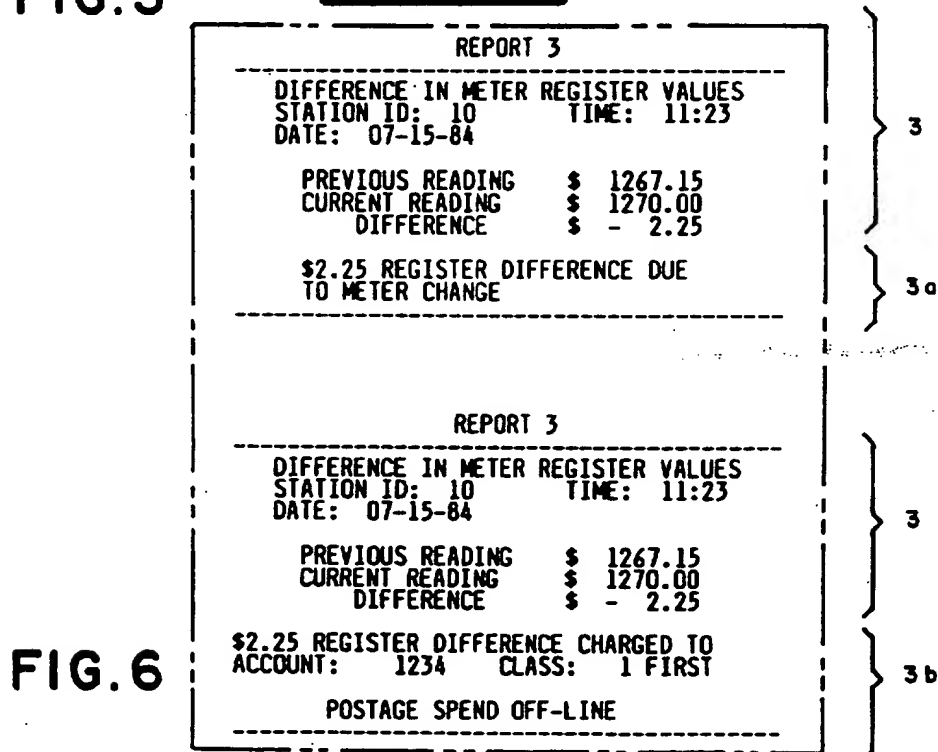 FIG.5
REPORT 3
DIFFERENCE IN METER REGISTER VALUES
STATION ID: 10 TIME: 11:23
DATE: 07-15-84
PREVIOUS READING $ 1267.15
CURRENT READING $ 1270.00
DIFFERENCE $ - 2.25
3
$2.25 REGISTER DIFFERENCE DUE
TO METER CHANGE
3a
REPORT 3
DIFFERENCE IN METER REGISTER VALUES
STATION ID: 10 TIME: 11:23
DATE: 07-15-84
PREVIOUS READING $ 1267.15
CURRENT READING $ 1270.00
DIFFERENCE $ - 2.25
3
$2.25 REGISTER DIFFERENCE CHARGED TO
ACCOUNT: 1234 CLASS: 1 FIRST
3b
POSTAGE SPEND OFF-LINE
FIG.6